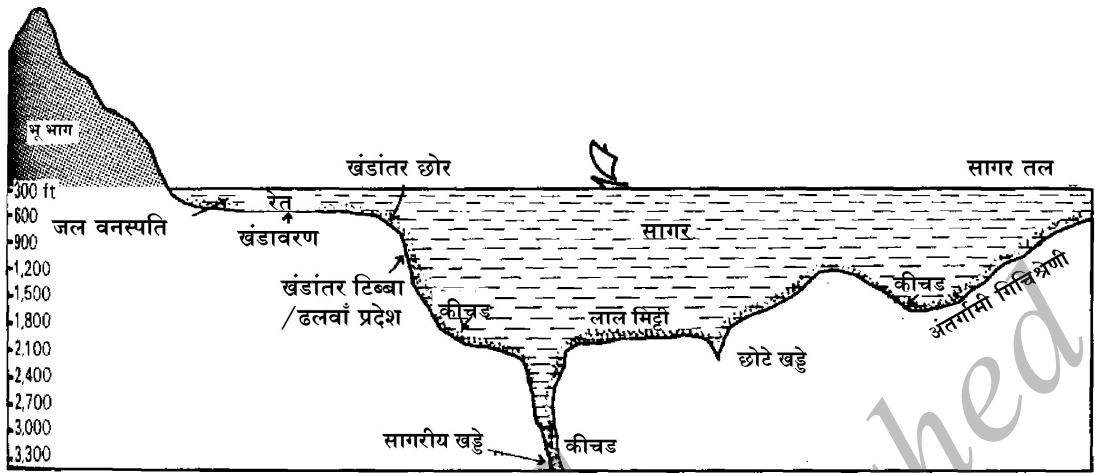 भू भाग
खंडांतर छोर
सागर तल
300 ft
रेत
जल वनस्पति
600
खंडावरण
सागर
900
1,200
खंडांतर टिब्बा
/ढलवाँ प्रदेश
कीचड
कीचड
अंतर्गामी गिचिश्रेणी
1,500
1,800
लाल मिट्टी
2,100
छोटे खड्डे
2,400
2,700
3,000
सागरीय खड्डे
कीचड
3,300
hed